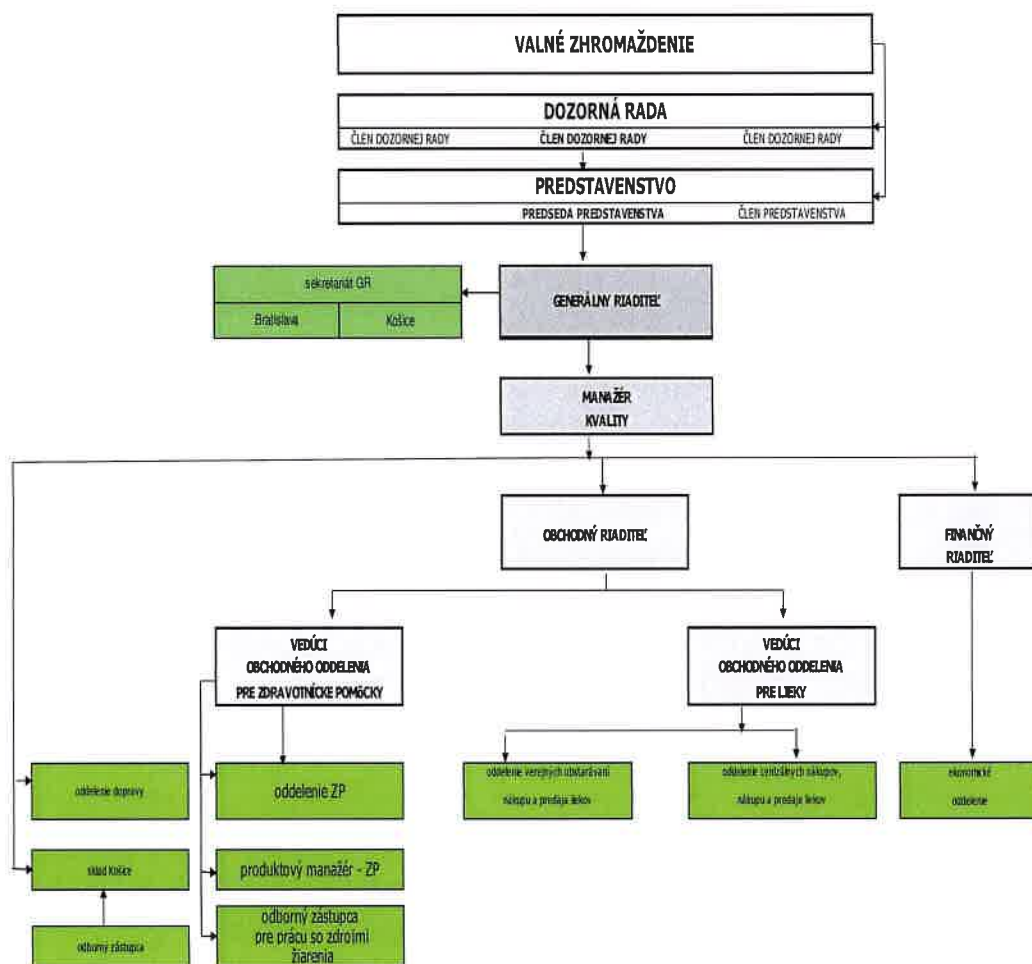 VALNÉ ZHROMAŽDENIE
DOZORNÁ RADA
ČLEN DOZORNEJ RADY ČLEN DOZORNEJ RADY ČLEN DOZORNEJ RADY
PREDSTAVENSTVO
PREDSEDA PREDSTAVENSTVA ČLEN PREDSTAVENSTVA
sekretariát GR
Bratislava Košice
GENERÁLNY RIADITEĽ
MANAŽÉR
KVALITY
OBCHODNÝ RIADITEĽ
FINANČNÝ
RIADITEĽ
VEDÚCI
OBCHODNÉHO ODDELENIA
PRE ZDRAVOTNÍCKE POMôCKY
VEDÚCI
OBCHODNÉHO ODDELENIA
PRE LIEKY
oddelenie dopravy
oddelenie ZP
oddelenie verejných obstarávaní
nákupu a predaja liekov
oddelenie centrálnych nákupov,
nákupu a predaja liekov
ekonomické
oddelenie
sklad Košice
produktový manažér - ZP
odborný zástupca
odborný zástupca
pre prácu so zdrojmi
žiarenia